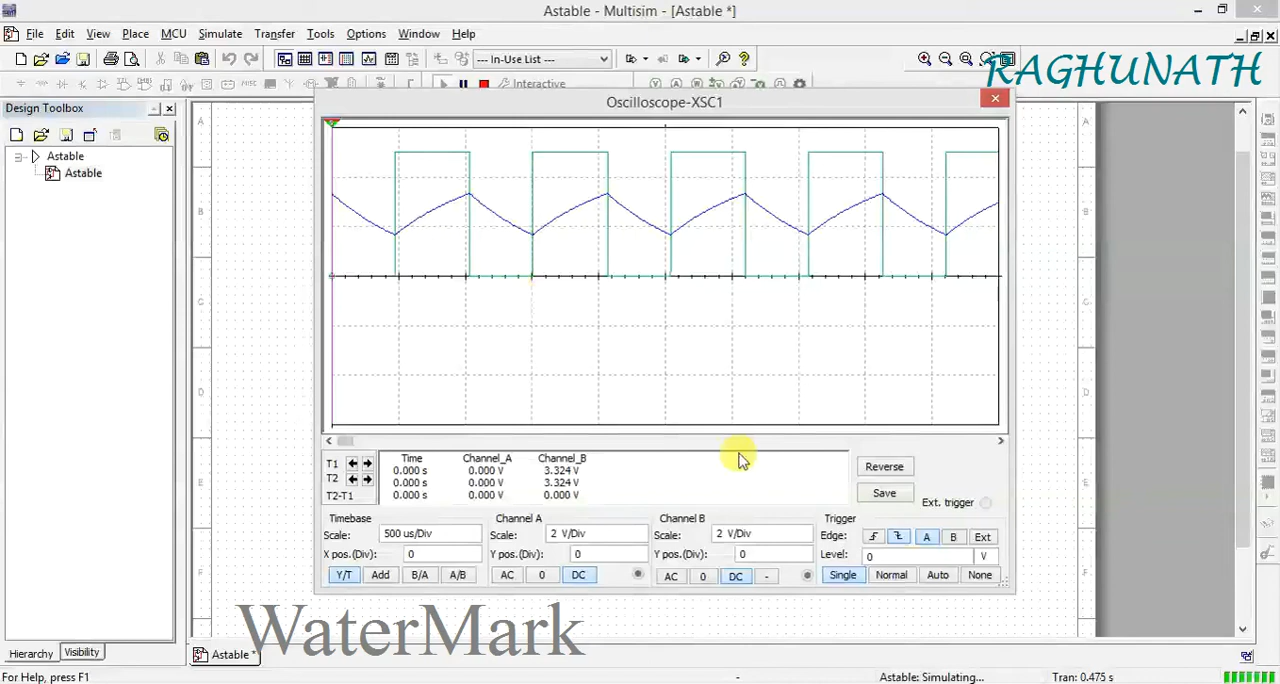 Astable - Multisim - [Astable *]
File Edit View Place MCU Simulate Transfer Tools Options Window Help
--- In-Use List ---
RAGHUNATH
Interactive
Design Toolbox
Oscilloscope-XSC1
Astable
Astable
A A
B B
C C
D D
E E
F F
Time Channel_A Channel_B
T1 0.000 s 0.000 V 3.324 V
T2 0.000 s 0.000 V 3.324 V
T2-T1 0.000 s 0.000 V 0.000 V
Reverse
Save
Ext. trigger
Timebase Channel A Channel B Trigger
Scale: 500 us/Div Scale: 2 V/Div Scale: 2 V/Div Edge: A B Ext
X pos.(Div): 0 Y pos.(Div): 0 Y pos.(Div): 0 Level: 0 V
Y/T Add B/A A/B AC 0 DC AC 0 DC - Single Normal Auto None
WaterMark
Hierarchy Visibility Astable *
For Help, press F1 - Astable: Simulating... Tran: 0.475 s